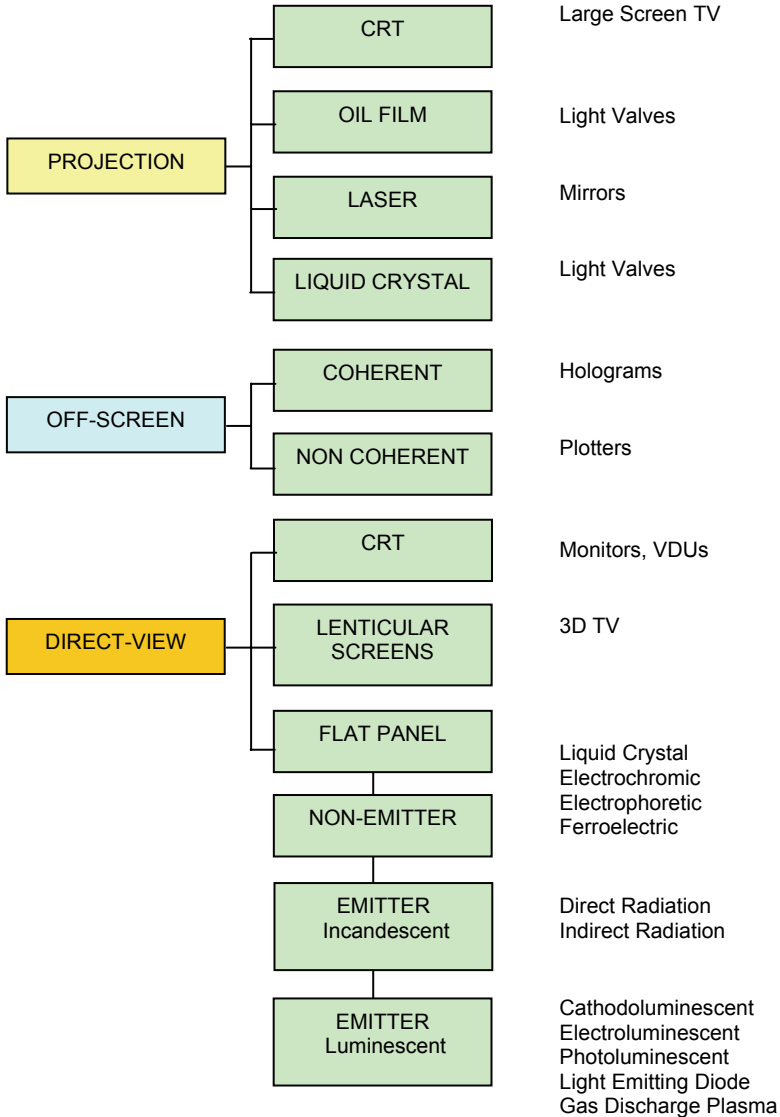 CRT
Large Screen TV
OIL FILM
Light Valves
PROJECTION
LASER
Mirrors
LIQUID CRYSTAL
Light Valves
COHERENT
Holograms
OFF-SCREEN
NON COHERENT
Plotters
CRT
Monitors, VDUs
DIRECT-VIEW
LENTICULAR
SCREENS
3D TV
FLAT PANEL
NON-EMITTER
Liquid Crystal
Electrochromic
Electrophoretic
Ferroelectric
EMITTER
Incandescent
Direct Radiation
Indirect Radiation
EMITTER
Luminescent
Cathodoluminescent
Electroluminescent
Photoluminescent
Light Emitting Diode
Gas Discharge Plasma